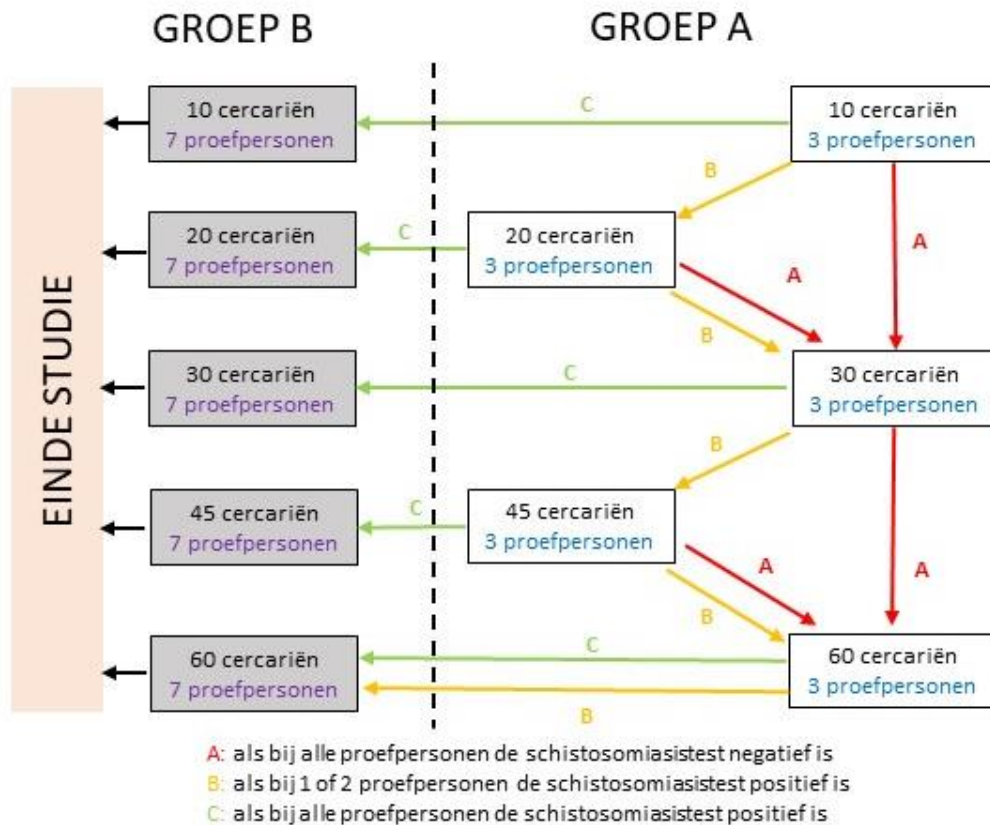 GROEP B
GROEP A
EINDE STUDIE
10 cercariën
7 proefpersonen
C
10 cercariën
3 proefpersonen
B
A
20 cercariën
7 proefpersonen
C
20 cercariën
3 proefpersonen
A
B
30 cercariën
7 proefpersonen
C
30 cercariën
3 proefpersonen
B
A
45 cercariën
7 proefpersonen
C
45 cercariën
3 proefpersonen
A
B
60 cercariën
7 proefpersonen
C
B
60 cercariën
3 proefpersonen
A: als bij alle proefpersonen de schistosomiasistest negatief is
B: als bij 1 of 2 proefpersonen de schistosomiasistest positief is
C: als bij alle proefpersonen de schistosomiasistest positief is